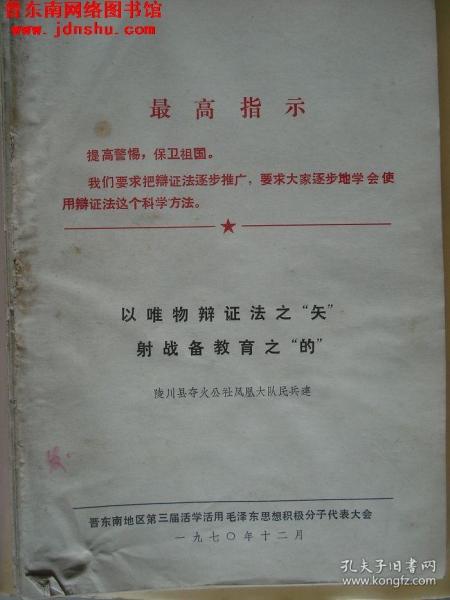 晋东南网络图书馆
www.jdnshu.com
最高指示
提高警惕，保卫祖国。
我们要求把辩证法逐步推广，要求大家逐步地学会使
用辩证法这个科学方法。
以唯物辩证法之“矢”
射战备教育之“的”
陵川县夺火公社凤凰大队民兵连
晋东南地区第三届活学活用毛泽东思想积极分子代表大会
一九七〇年十二月
孔夫子旧书网
www.kongfz.com